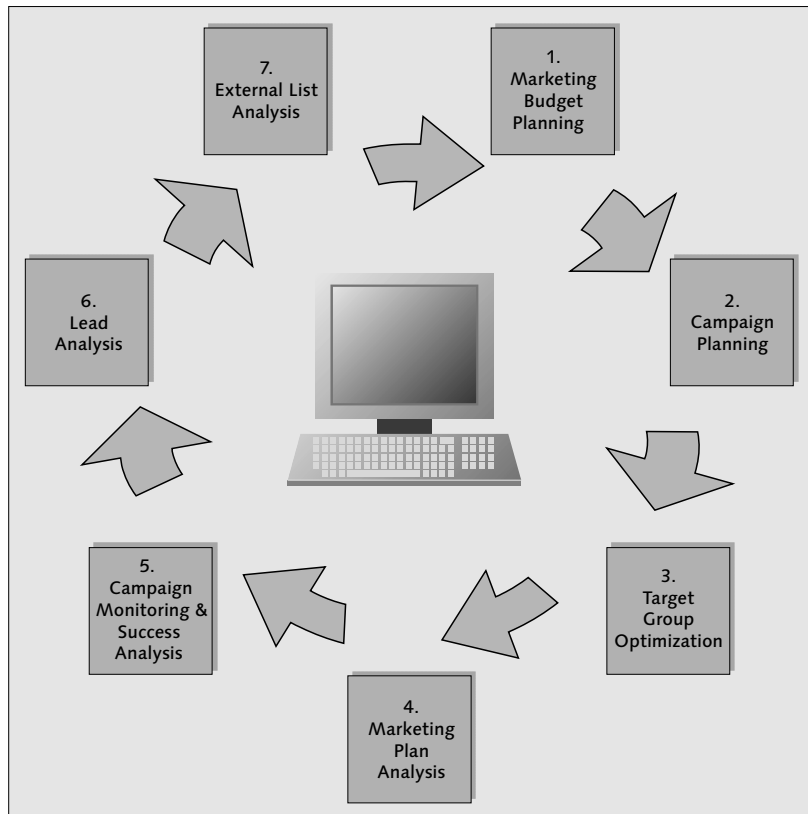 1.
Marketing
Budget
Planning
2.
Campaign
Planning
3.
Target
Group
Optimization
4.
Marketing
Plan
Analysis
5.
Campaign
Monitoring &
Success
Analysis
6.
Lead
Analysis
7.
External List
Analysis